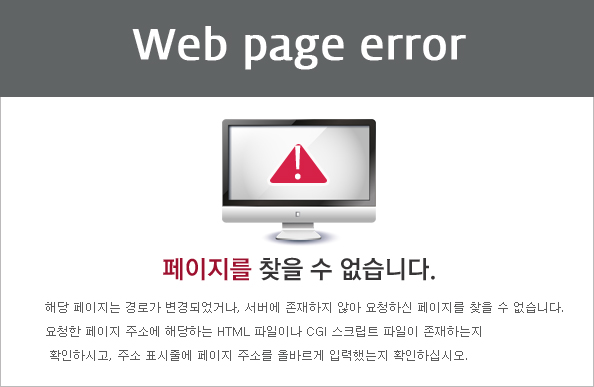 Web page error
페이지를 찾을 수 없습니다.
해당 페이지는 경로가 변경되었거나, 서버에 존재하지 않아 요청하신 페이지를 찾을 수 없습니다.
요청한 페이지 주소에 해당하는 HTML 파일이나 CGI 스크립트 파일이 존재하는지
확인하시고, 주소 표시줄에 페이지 주소를 올바르게 입력했는지 확인하십시오.